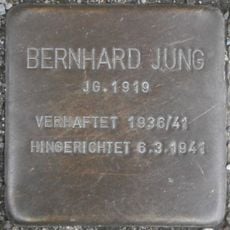 BERNHARD JUNG
JG. 1919
VERHAFTET 1936/41
HINGERICHTET 6.3.1941